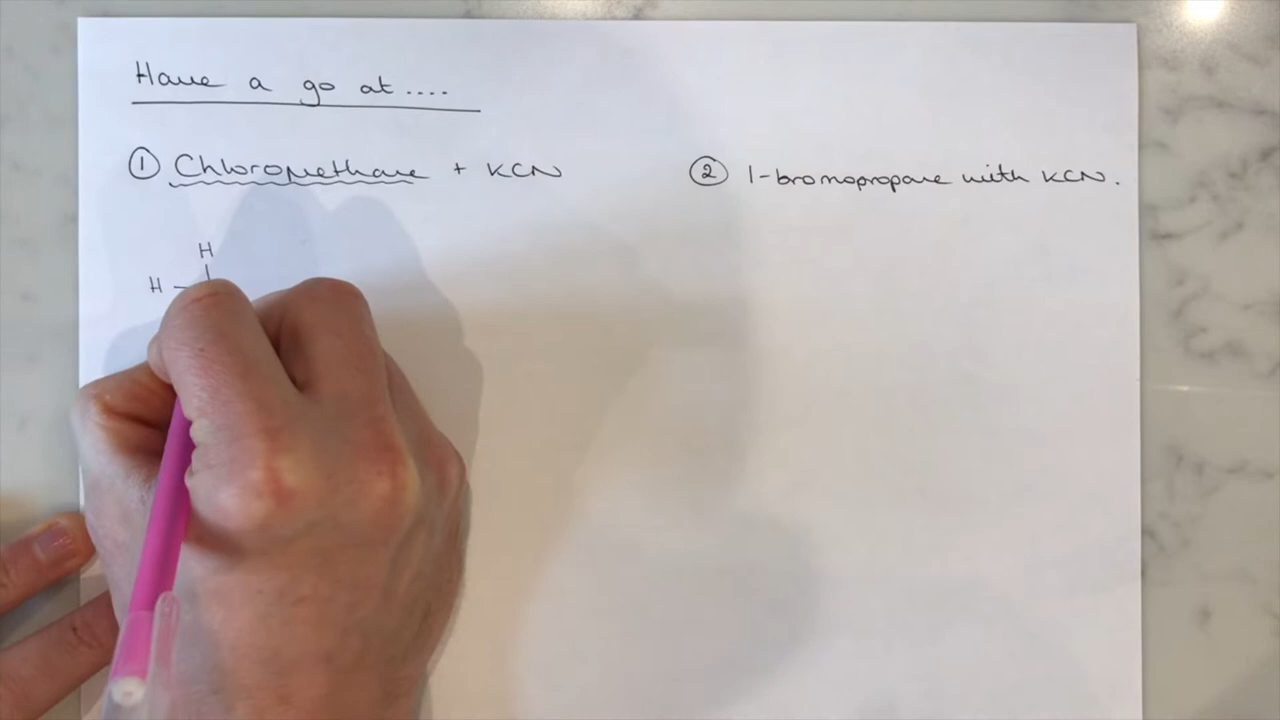 Have a go at....
① Chloromethane + KCN
② 1-bromopropane with KCN.
H
H -